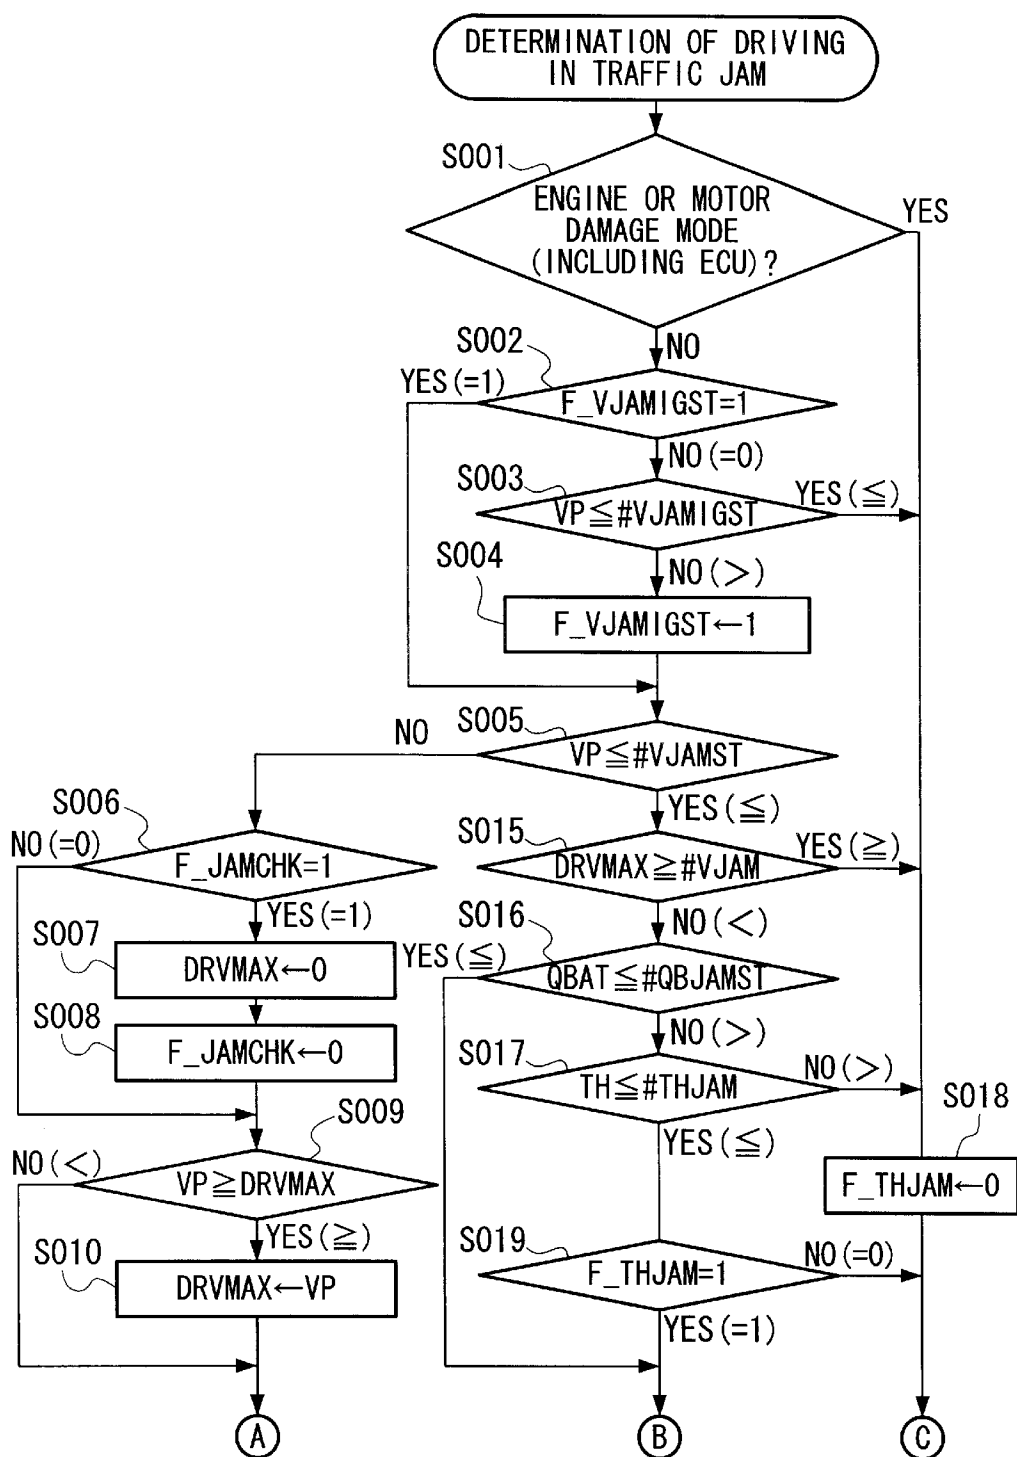 DETERMINATION OF DRIVING
IN TRAFFIC JAM
S001
ENGINE OR MOTOR
DAMAGE MODE
(INCLUDING ECU)?
YES
NO
S002
YES(=1)
F_VJAMIGST=1
NO(=0)
S003
VP≦#VJAMIGST
YES(≦)
NO(>)
S004
F_VJAMIGST←1
S005
NO
VP≦#VJAMST
YES(≦)
S006
NO(=0)
F_JAMCHK=1
YES(=1)
S007
DRVMAX←0
S008
F_JAMCHK←0
S009
NO(<)
VP≧DRVMAX
YES(≧)
S010
DRVMAX←VP
A
S015
DRVMAX≧#VJAM
YES(≧)
NO(<)
S016
YES(≦)
QBAT≦#QBJAMST
NO(>)
S017
TH≦#THJAM
NO(>)
YES(≦)
S018
F_THJAM←0
S019
F_THJAM=1
NO(=0)
YES(=1)
B
C